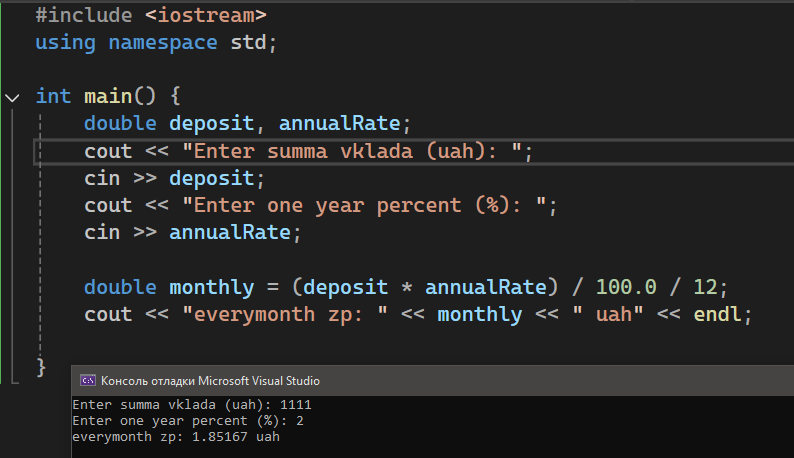 #include <iostream>
using namespace std;
int main() {
double deposit, annualRate;
cout << "Enter summa vklada (uah): ";
cin >> deposit;
cout << "Enter one year percent (%): ";
cin >> annualRate;
double monthly = (deposit * annualRate) / 100.0 / 12;
cout << "everymonth zp: " << monthly << " uah" << endl;
}
C:\ Консоль отладки Microsoft Visual Studio
Enter summa vklada (uah): 1111
Enter one year percent (%): 2
everymonth zp: 1.85167 uah